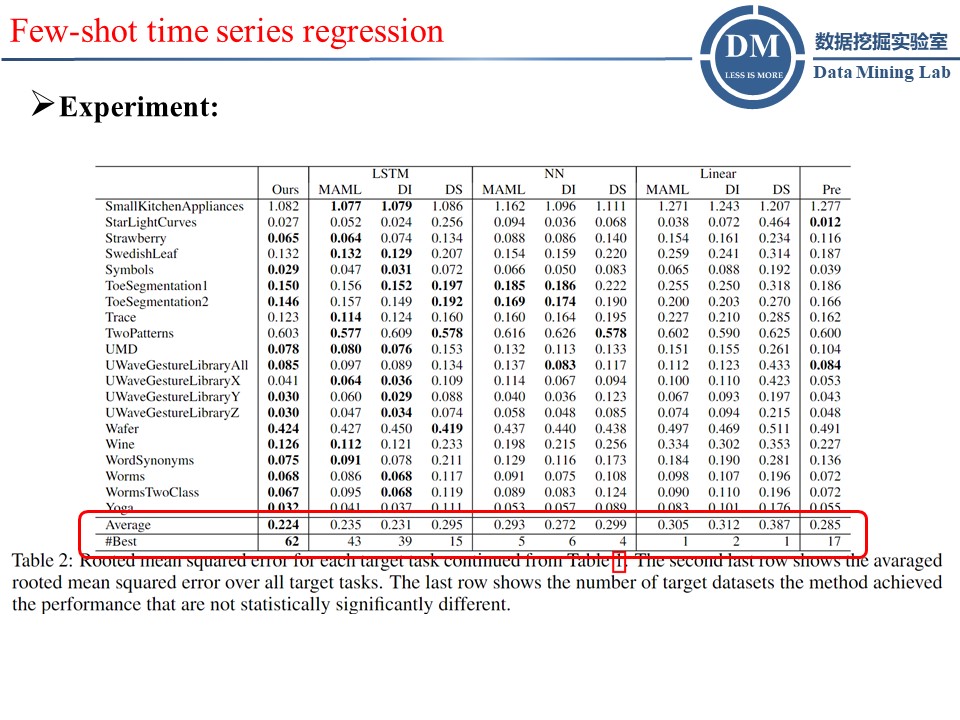 Few-shot time series regression
DM
LESS IS MORE
数据挖掘实验室
Data Mining Lab
➢Experiment:
LSTM NN Linear
Ours MAML DI DS MAML DI DS MAML DI DS Pre
SmallKitchenAppliances 1.082 1.077 1.079 1.086 1.162 1.096 1.111 1.271 1.243 1.207 1.277
StarLightCurves 0.027 0.052 0.024 0.256 0.094 0.036 0.068 0.038 0.072 0.464 0.012
Strawberry 0.065 0.064 0.074 0.134 0.088 0.086 0.140 0.154 0.161 0.234 0.116
SwedishLeaf 0.132 0.132 0.129 0.207 0.154 0.159 0.220 0.259 0.241 0.314 0.187
Symbols 0.029 0.047 0.031 0.072 0.066 0.050 0.083 0.065 0.088 0.192 0.039
ToeSegmentation1 0.150 0.156 0.152 0.197 0.185 0.186 0.222 0.255 0.250 0.318 0.186
ToeSegmentation2 0.146 0.157 0.149 0.192 0.169 0.174 0.190 0.200 0.203 0.270 0.166
Trace 0.123 0.114 0.124 0.160 0.160 0.164 0.195 0.227 0.210 0.285 0.162
TwoPatterns 0.603 0.577 0.609 0.578 0.616 0.626 0.578 0.602 0.590 0.625 0.600
UMD 0.078 0.080 0.076 0.153 0.132 0.113 0.133 0.151 0.155 0.261 0.104
UWaveGestureLibraryAll 0.085 0.097 0.089 0.134 0.137 0.083 0.117 0.112 0.123 0.433 0.084
UWaveGestureLibraryX 0.041 0.064 0.036 0.109 0.114 0.067 0.094 0.100 0.110 0.423 0.053
UWaveGestureLibraryY 0.030 0.060 0.029 0.088 0.040 0.036 0.123 0.067 0.093 0.197 0.043
UWaveGestureLibraryZ 0.030 0.047 0.034 0.074 0.058 0.048 0.085 0.074 0.094 0.215 0.048
Wafer 0.424 0.427 0.450 0.419 0.437 0.440 0.438 0.497 0.469 0.511 0.491
Wine 0.126 0.112 0.121 0.233 0.198 0.215 0.256 0.334 0.302 0.353 0.227
WordSynonyms 0.075 0.091 0.078 0.211 0.129 0.116 0.173 0.184 0.190 0.281 0.136
Worms 0.068 0.086 0.068 0.117 0.091 0.075 0.108 0.098 0.107 0.196 0.072
WormsTwoClass 0.067 0.095 0.068 0.119 0.089 0.083 0.124 0.090 0.110 0.196 0.072
Yoga 0.032 0.041 0.037 0.111 0.053 0.057 0.089 0.083 0.101 0.176 0.055
Average 0.224 0.235 0.231 0.295 0.293 0.272 0.299 0.305 0.312 0.387 0.285
#Best 62 43 39 15 5 6 4 1 2 1 17
Table 2: Rooted mean squared error for each target task continued from Table 1. The second last row shows the avaraged
rooted mean squared error over all target tasks. The last row shows the number of target datasets the method achieved
the performance that are not statistically significantly different.